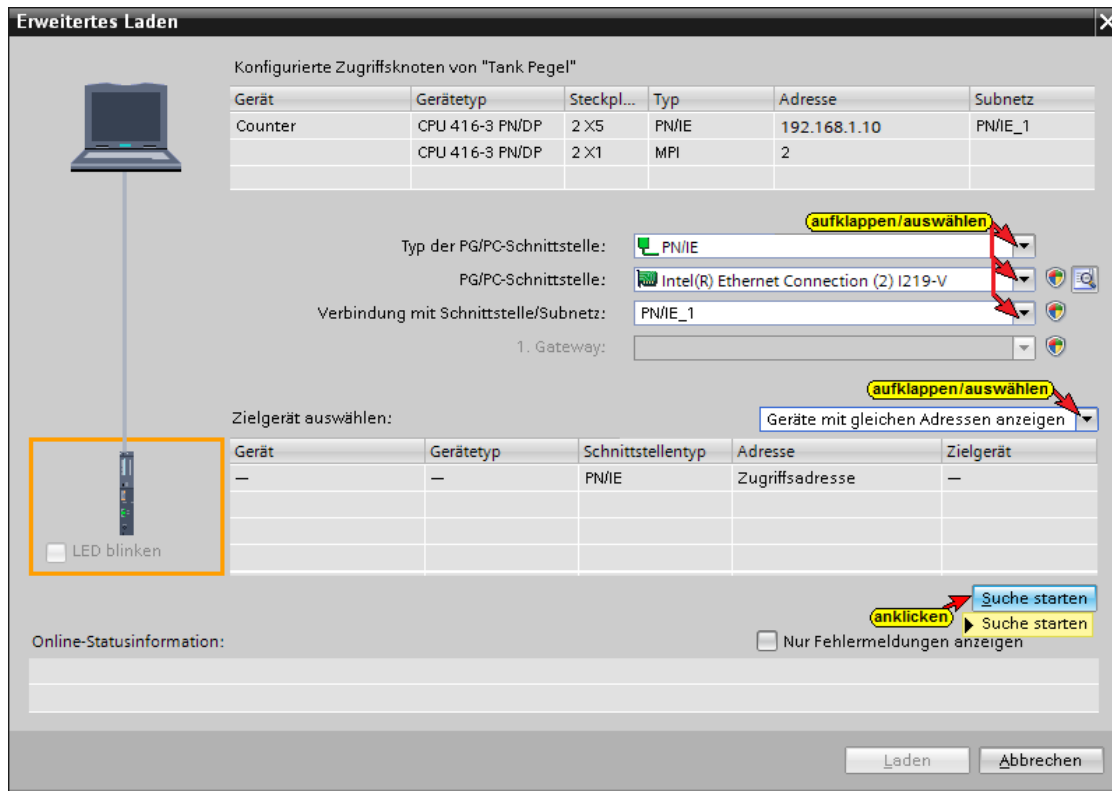 Erweitertes Laden
Konfigurierte Zugriffsknoten von "Tank Pegel"
Gerät Gerätetyp Steckpl... Typ Adresse Subnetz
Counter CPU 416-3 PN/DP 2 X5 PN/IE 192.168.1.10 PN/IE_1
CPU 416-3 PN/DP 2 X1 MPI 2
aufklappen/auswählen
Typ der PG/PC-Schnittstelle: PN/IE
PG/PC-Schnittstelle: Intel(R) Ethernet Connection (2) I219-V
Verbindung mit Schnittstelle/Subnetz: PN/IE_1
1. Gateway:
aufklappen/auswählen
Zielgerät auswählen: Geräte mit gleichen Adressen anzeigen
Gerät Gerätetyp Schnittstellentyp Adresse Zielgerät
— — PN/IE Zugriffsadresse —
LED blinken
Suche starten
anklicken Suche starten
Online-Statusinformation: Nur Fehlermeldungen anzeigen
Laden Abbrechen